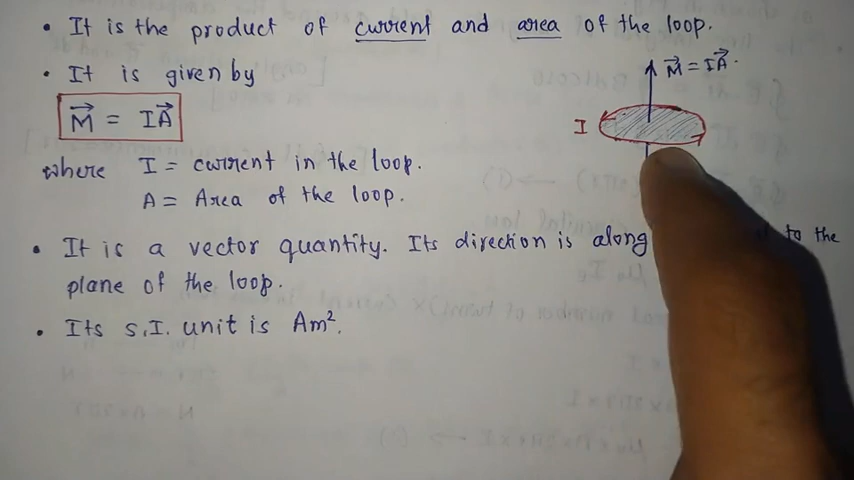 • It is the product of current and area of the loop.
• It is given by
M⃗ = IA⃗
M⃗ = IA⃗.
I
where I = current in the loop.
A = Area of the loop.
• It is a vector quantity. Its direction is along to the
plane of the loop.
• Its S.I. unit is Am².